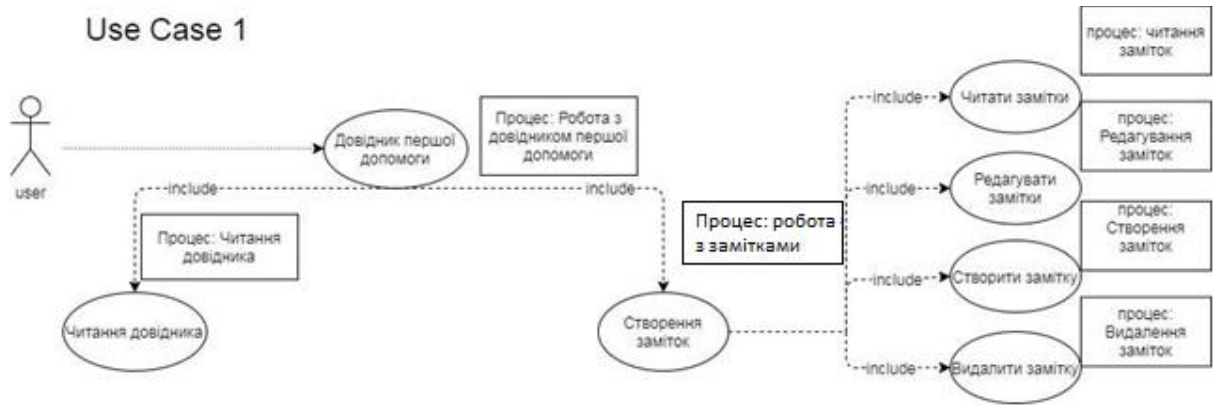 Use Case 1
user
Довідник першої
допомоги
Процес: Робота з
довідником першої
допомоги
include
include
Процес: Читання
довідника
Читання довідника
Створення
заміток
Процес: робота
з замітками
include
Читати замітки
процес: читання
заміток
include
Редагувати
замітки
процес:
Редагування
заміток
include
Створити замітку
процес:
Створення
заміток
include
Видалити замітку
процес:
Видалення
заміток